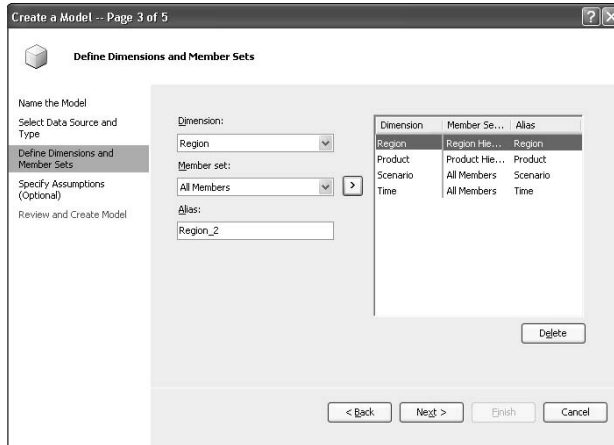 Create a Model -- Page 3 of 5
Define Dimensions and Member Sets
Name the Model
Select Data Source and
Type
Define Dimensions and
Member Sets
Specify Assumptions
(Optional)
Review and Create Model
Dimension:
Region
Member set:
All Members
>
Alias:
Region_2
Dimension Member Se... Alias
Region Region Hie... Region
Product Product Hie... Product
Scenario All Members Scenario
Time All Members Time
Delete
< Back Next > Finish Cancel